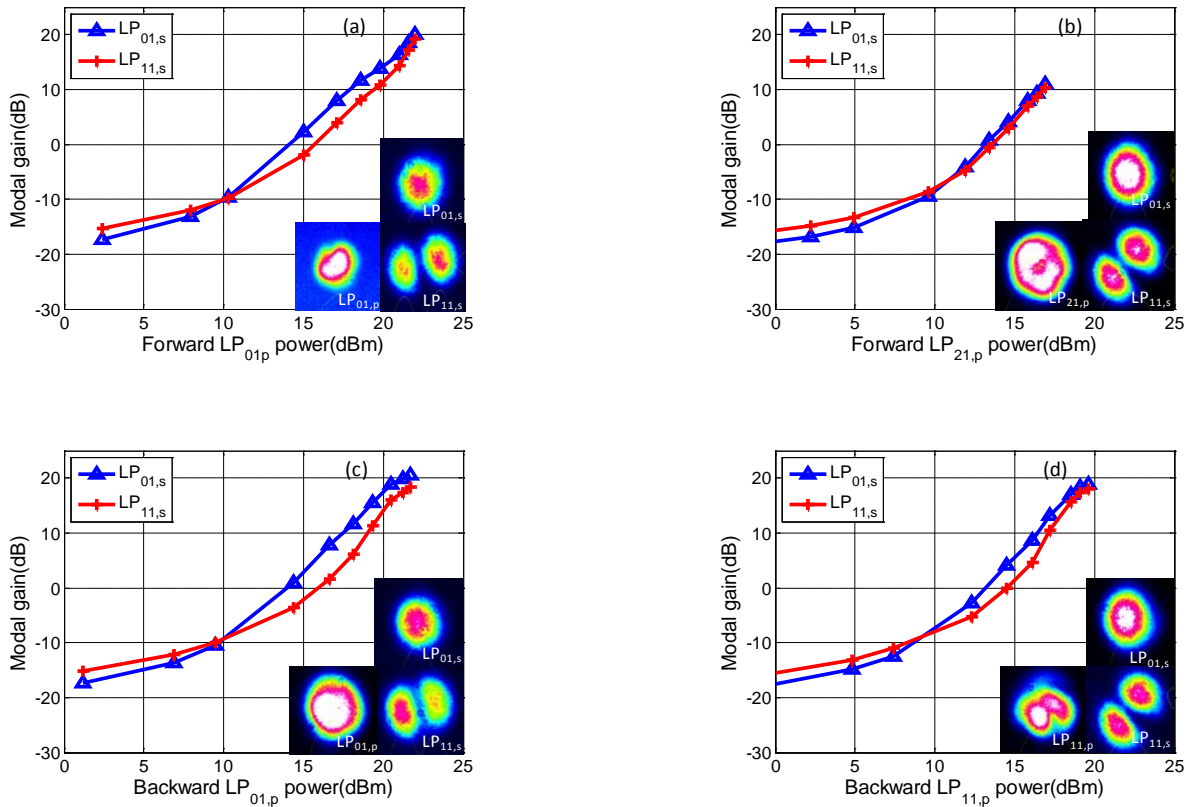 (a)
LP01,s
LP11,s
Modal gain(dB)
20
10
0
-10
-20
-30
0 5 10 15 20 25
Forward LP01p power(dBm)
LP01,s
LP01,p
LP11,s
(b)
LP01,s
LP11,s
Modal gain(dB)
20
10
0
-10
-20
-30
0 5 10 15 20 25
Forward LP21,p power(dBm)
LP01,s
LP21,p
LP11,s
(c)
LP01,s
LP11,s
Modal gain(dB)
20
10
0
-10
-20
-30
0 5 10 15 20 25
Backward LP01,p power(dBm)
LP01,s
LP01,p
LP11,s
(d)
LP01,s
LP11,s
Modal gain(dB)
20
10
0
-10
-20
-30
0 5 10 15 20 25
Backward LP11,p power(dBm)
LP01,s
LP11,p
LP11,s